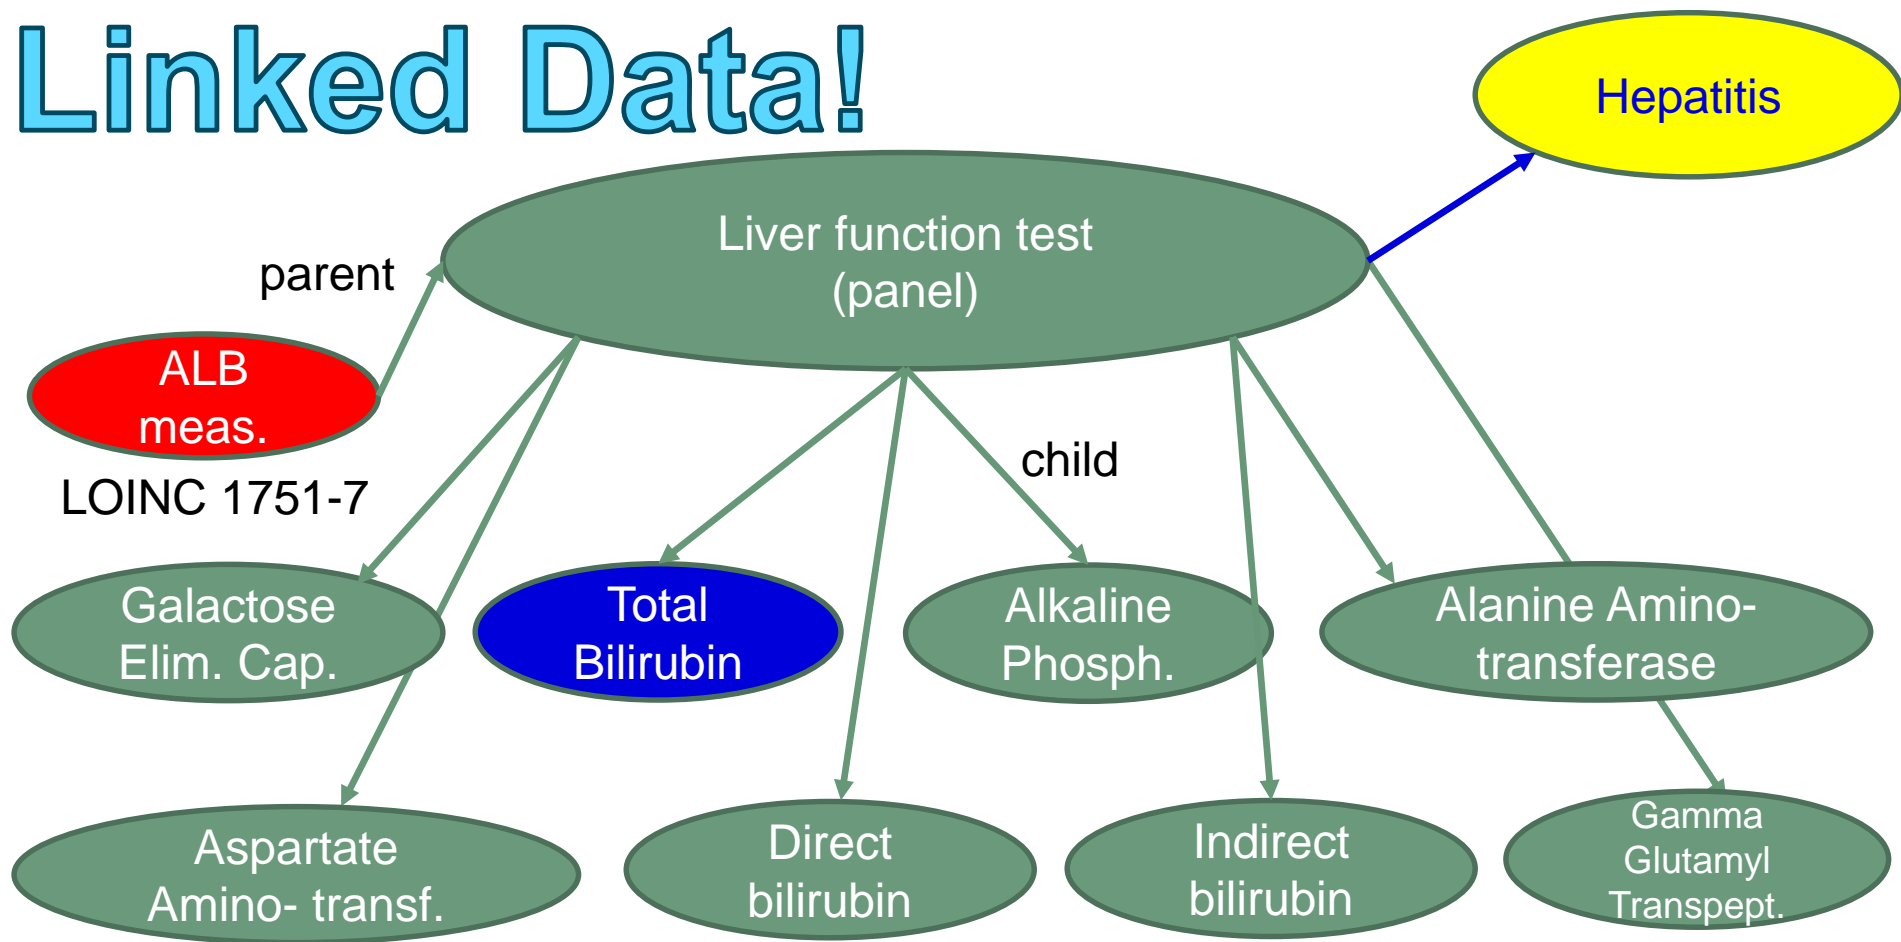 Linked Data!
Hepatitis
Liver function test
(panel)
parent
ALB
meas.
LOINC 1751-7
child
Galactose
Elim. Cap.
Total
Bilirubin
Alkaline
Phosph.
Alanine Amino-
transferase
Aspartate
Amino- transf.
Direct
bilirubin
Indirect
bilirubin
Gamma
Glutamyl
Transpept.